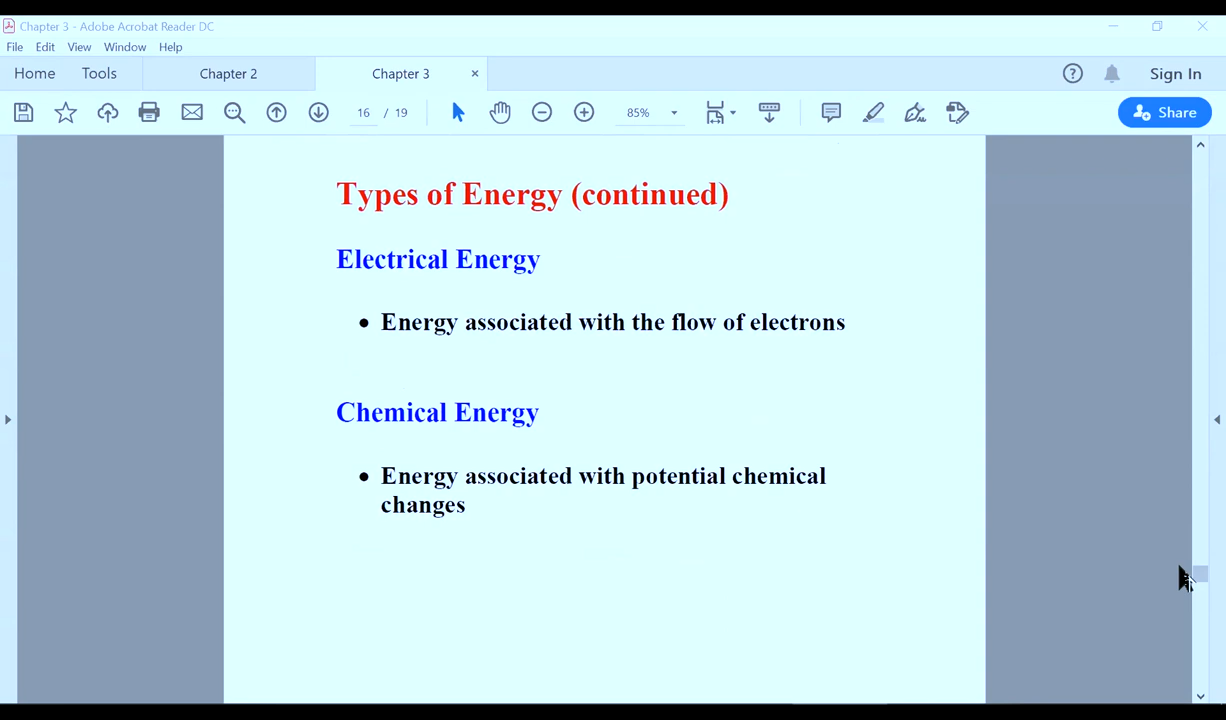 Chapter 3 - Adobe Acrobat Reader DC
File Edit View Window Help
Home Tools Chapter 2 Chapter 3 × ? Sign In
16 / 19 85% Share
Types of Energy (continued)
Electrical Energy
• Energy associated with the flow of electrons
Chemical Energy
• Energy associated with potential chemical
changes